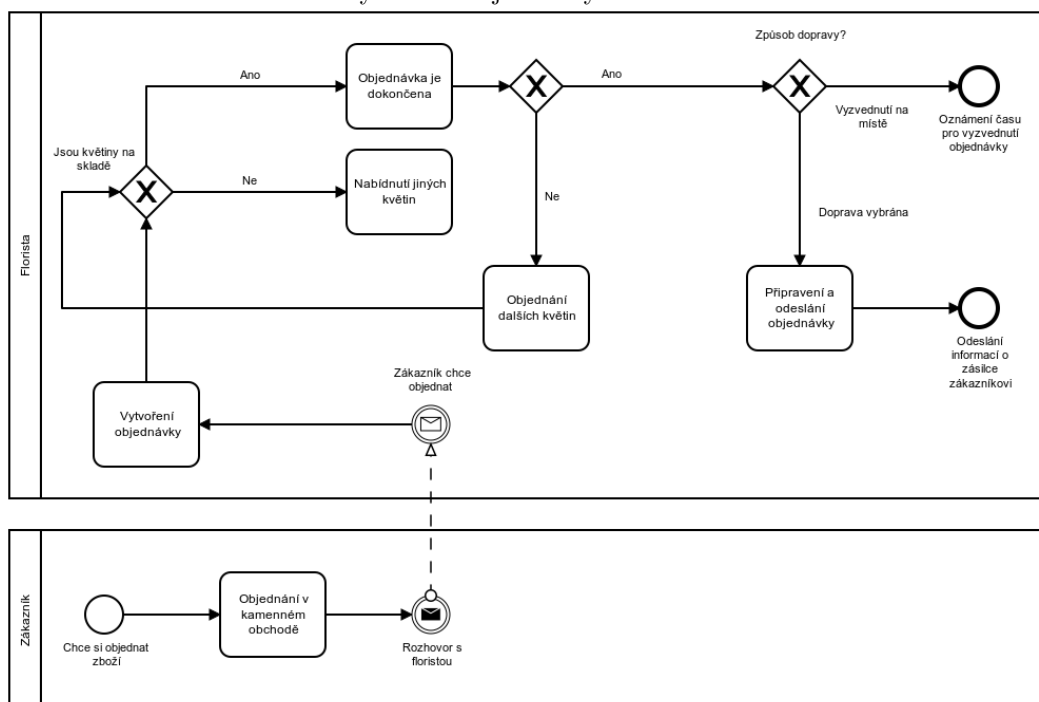 Způsob dopravy?
Ano
Objednávka je
dokončena
Ano
Vyzvednutí na
místě
Oznámení času
pro vyzvednutí
objednávky
Jsou květiny na
skladě
Ne
Nabídnutí jiných
květin
Ne
Doprava vybrána
Florista
Objednání
dalších květin
Připravení a
odeslání
objednávky
Odeslání
informací o
zásilce
zákazníkovi
Zákazník chce
objednat
Vytvoření
objednávky
Zákazník
Objednání v
kamenném
obchodě
Chce si objednat
zboží
Rozhovor s
floristou